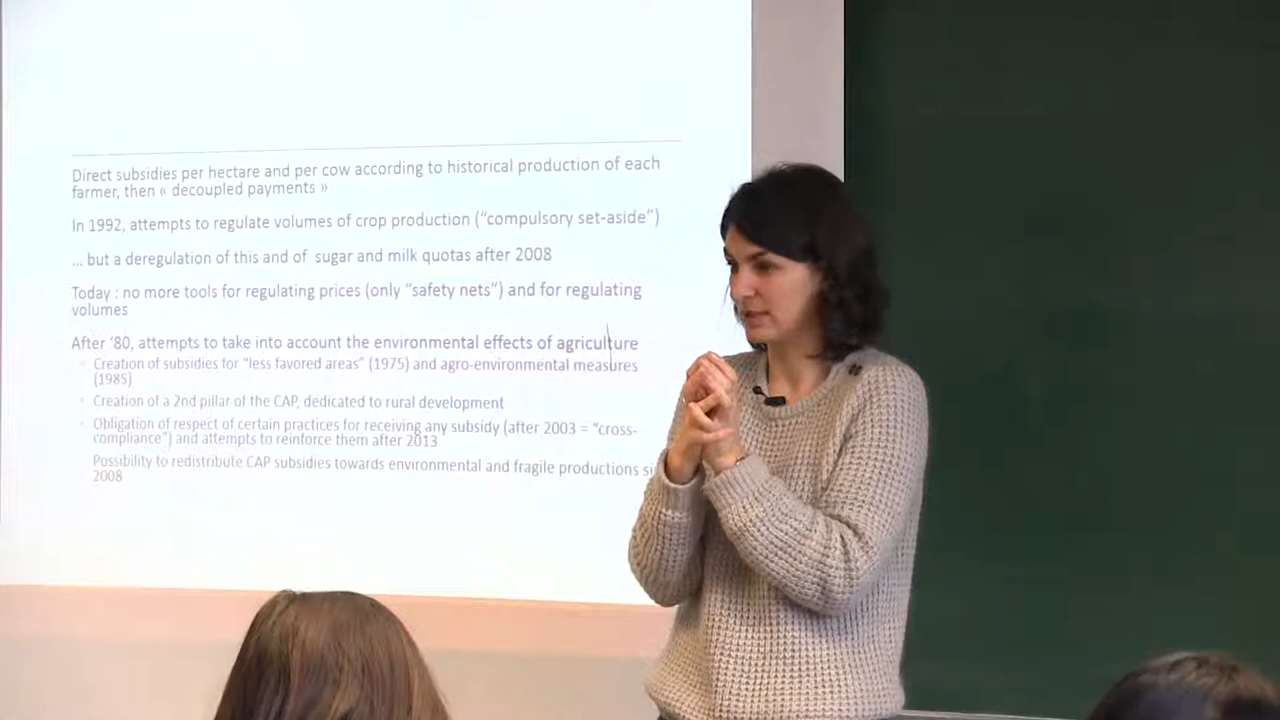 Direct subsidies per hectare and per cow according to historical production of each
farmer, then « decoupled payments »
In 1992, attempts to regulate volumes of crop production (“compulsory set-aside”)
... but a deregulation of this and of sugar and milk quotas after 2008
Today : no more tools for regulating prices (only “safety nets”) and for regulating
volumes
After ‘80, attempts to take into account the environmental effects of agriculture
Creation of subsidies for “less favored areas” (1975) and agro-environmental measures
(1985)
Creation of a 2nd pillar of the CAP, dedicated to rural development
Obligation of respect of certain practices for receiving any subsidy (after 2003 = “cross-
compliance”) and attempts to reinforce them after 2013
Possibility to redistribute CAP subsidies towards environmental and fragile productions
2008